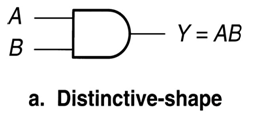 A
B
Y = AB
a. Distinctive-shape